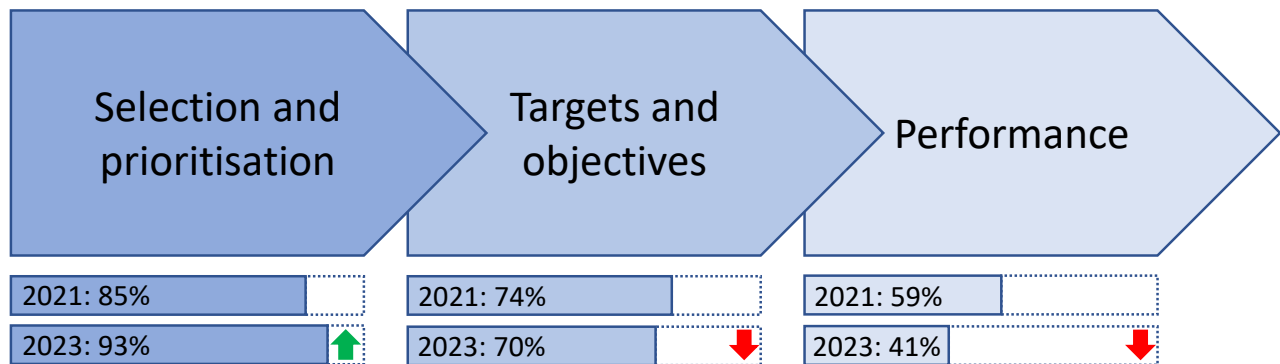 Selection and
prioritisation
Targets and
objectives
Performance
2021: 85%
2023: 93%
2021: 74%
2023: 70%
2021: 59%
2023: 41%